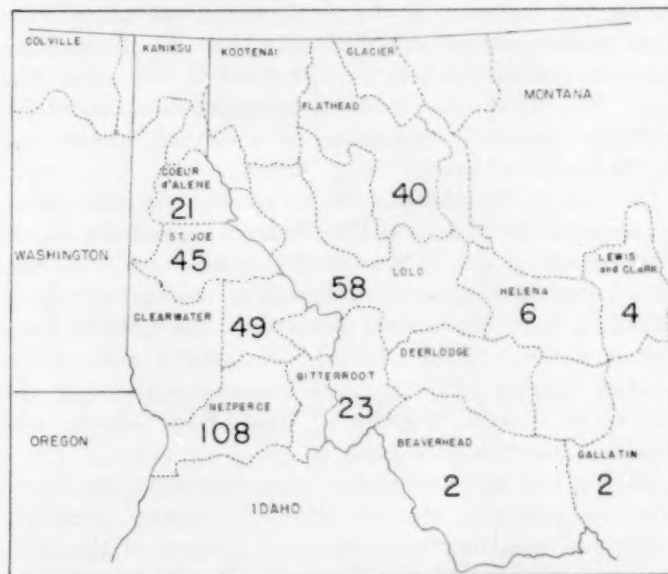 COLVILLE KANIKSU KOOTENAI GLACIER
FLATHEAD MONTANA
COEUR
d'ALENE
21
40
ST. JOE
45
WASHINGTON
LOLO
58
LEWIS
and CLARK
4
HELENA
6
CLEARWATER
49
DEERLODGE
BITTERROOT
23
NEZPERCE
108
OREGON
BEAVERHEAD
2
GALLATIN
2
IDAHO